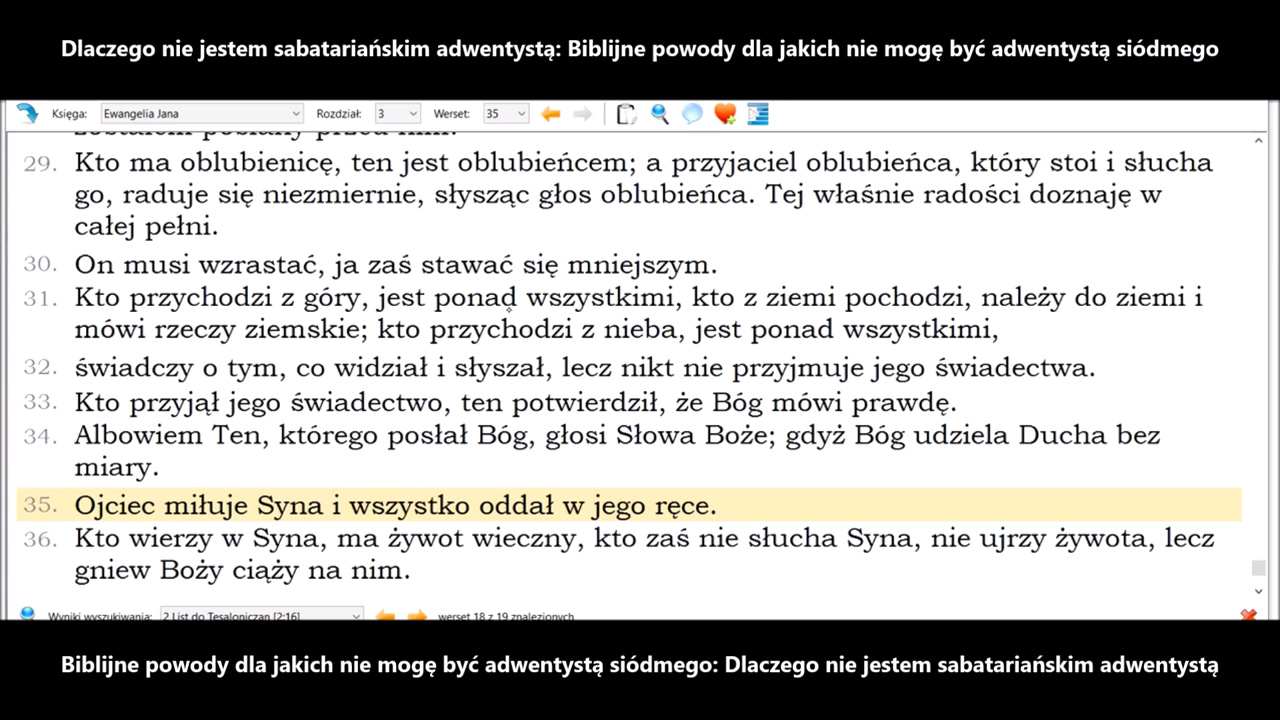 Dlaczego nie jestem sabatariańskim adwentystą: Biblijne powody dla jakich nie mogę być adwentystą siódmego
Księga: Ewangelia Jana Rozdział: 3 Werset: 35
zostałem posłany przed nim.
29. Kto ma oblubienicę, ten jest oblubieńcem; a przyjaciel oblubieńca, który stoi i słucha
go, raduje się niezmiernie, słysząc głos oblubieńca. Tej właśnie radości doznaję w
całej pełni.
30. On musi wzrastać, ja zaś stawać się mniejszym.
31. Kto przychodzi z góry, jest ponad wszystkimi, kto z ziemi pochodzi, należy do ziemi i
mówi rzeczy ziemskie; kto przychodzi z nieba, jest ponad wszystkimi,
32. świadczy o tym, co widział i słyszał, lecz nikt nie przyjmuje jego świadectwa.
33. Kto przyjął jego świadectwo, ten potwierdził, że Bóg mówi prawdę.
34. Albowiem Ten, którego posłał Bóg, głosi Słowa Boże; gdyż Bóg udziela Ducha bez
miary.
35. Ojciec miłuje Syna i wszystko oddał w jego ręce.
36. Kto wierzy w Syna, ma żywot wieczny, kto zaś nie słucha Syna, nie ujrzy żywota, lecz
gniew Boży ciąży na nim.
Wyniki wyszukiwania: 2 List do Tesaloniczan [2:16] werset 18 z 19 znalezionych
Biblijne powody dla jakich nie mogę być adwentystą siódmego: Dlaczego nie jestem sabatariańskim adwentystą